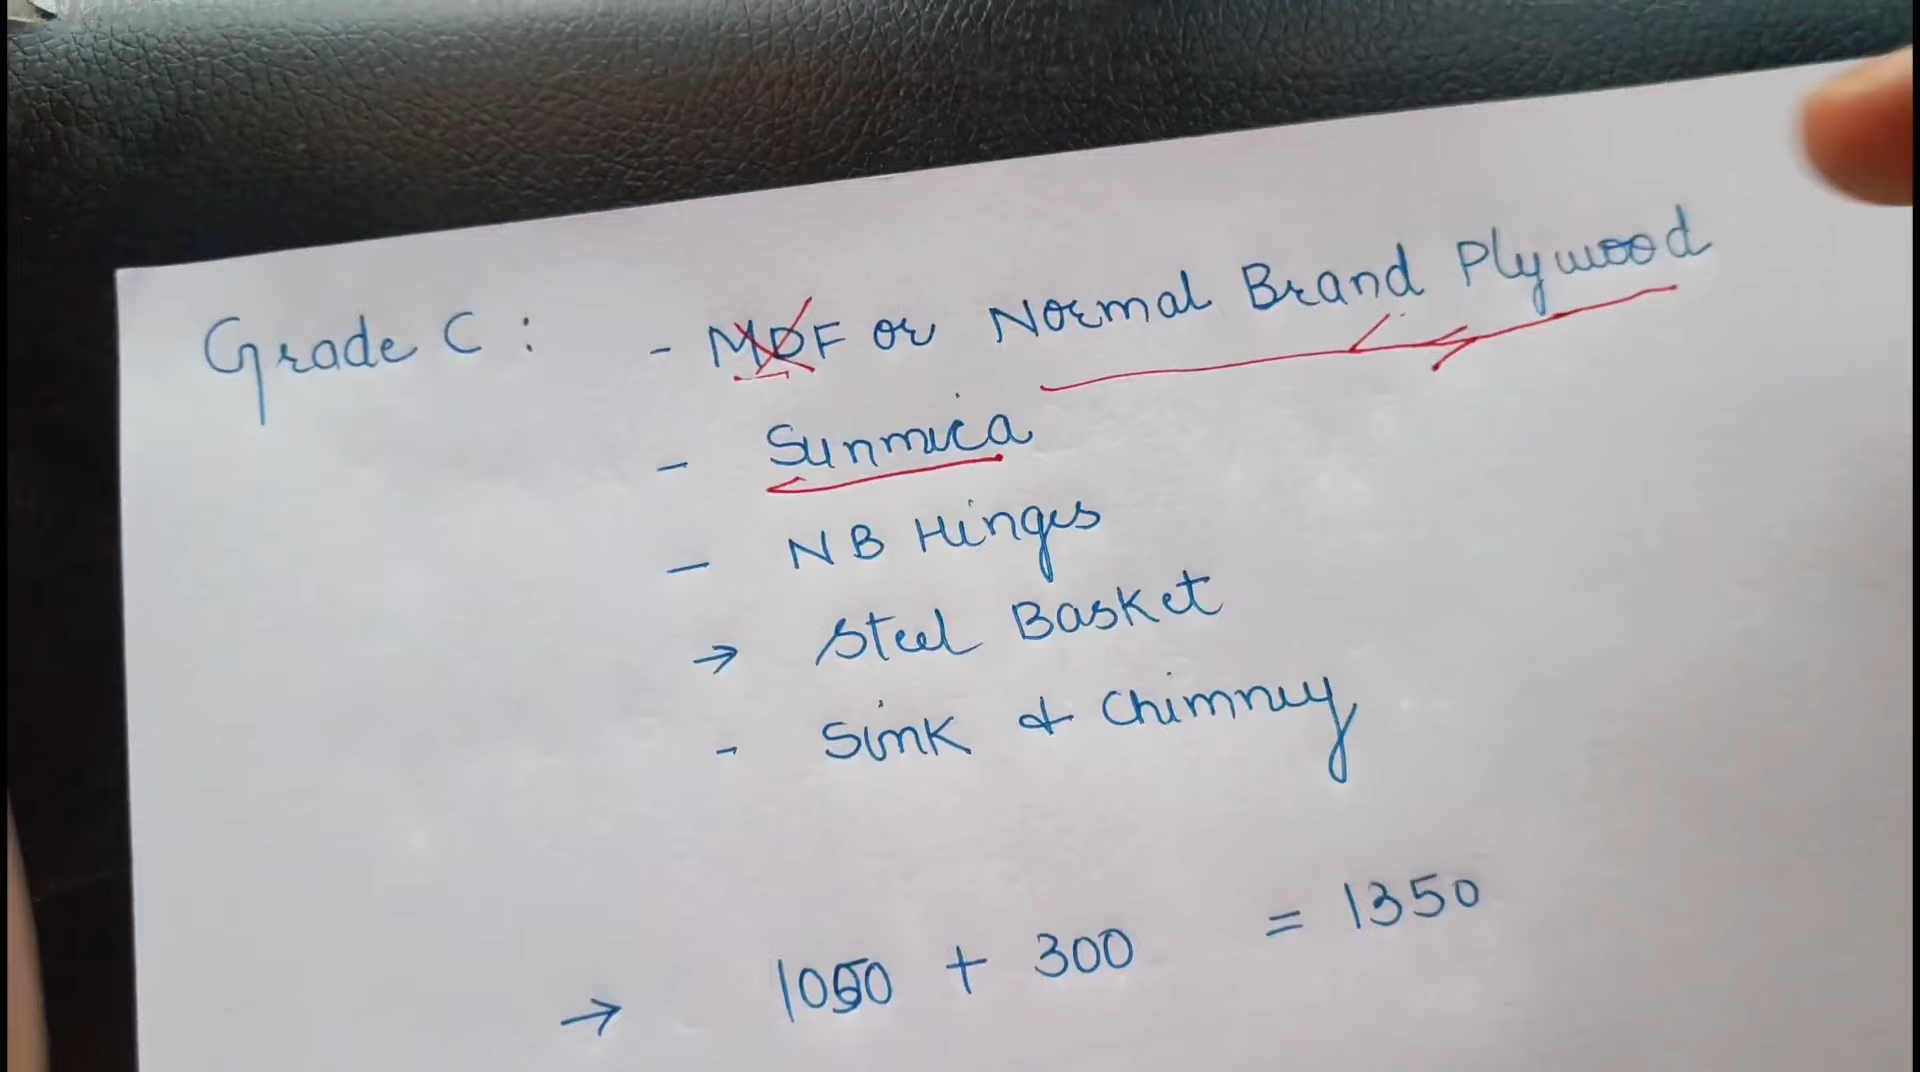 Grade C : - MDF or Normal Brand Plywood
- Sunmica
- NB Hinges
→ Steel Basket
- Sink & Chimney
→ 1050 + 300 = 1350